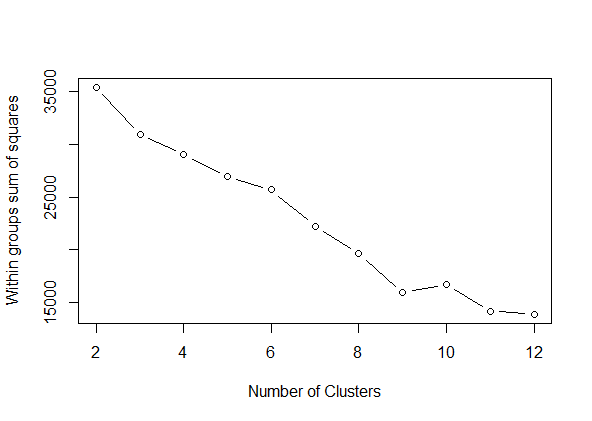 Within groups sum of squares
35000
25000
15000
2 4 6 8 10 12
Number of Clusters